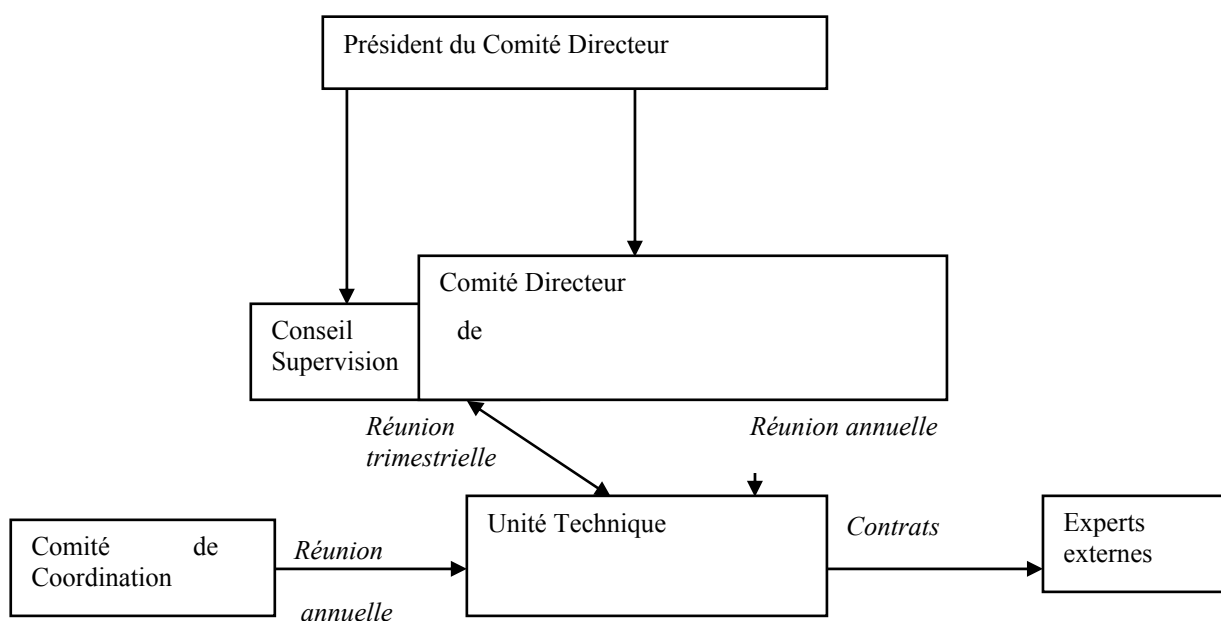 Président du Comité Directeur
Comité Directeur
Conseil de
Supervision
Réunion
trimestrielle
Réunion annuelle
Unité Technique
Contrats
Experts
externes
Comité de
Coordination
Réunion
annuelle